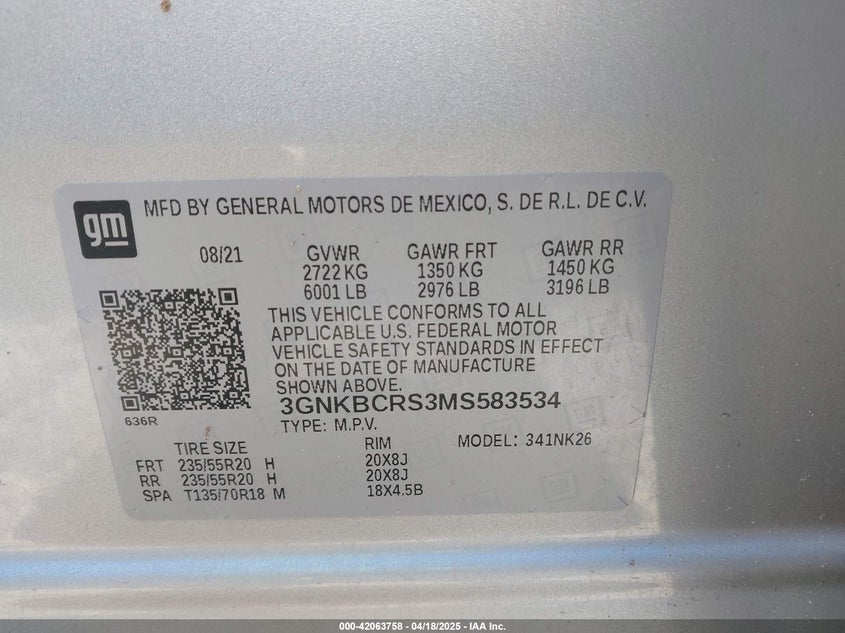 gm
MFD BY GENERAL MOTORS DE MEXICO, S. DE R.L. DE C.V.
08/21 GVWR GAWR FRT GAWR RR
2722 KG 1350 KG 1450 KG
6001 LB 2976 LB 3196 LB
THIS VEHICLE CONFORMS TO ALL
APPLICABLE U.S. FEDERAL MOTOR
VEHICLE SAFETY STANDARDS IN EFFECT
ON THE DATE OF MANUFACTURE
SHOWN ABOVE.
636R
3GNKBCRS3MS583534
TYPE: M.P.V.
MODEL: 341NK26
TIRE SIZE RIM
FRT 235/55R20 H 20X8J
RR 235/55R20 H 20X8J
SPA T135/70R18 M 18X4.5B
000-42063758 - 04/18/2025 - IAA Inc.